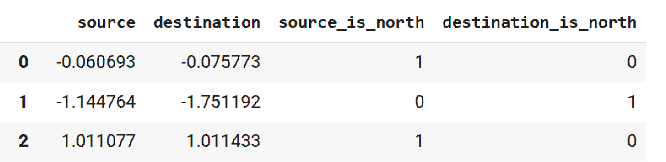 source destination source_is_north destination_is_north
0 -0.060693 -0.075773 1 0
1 -1.144764 -1.751192 0 1
2 1.011077 1.011433 1 0